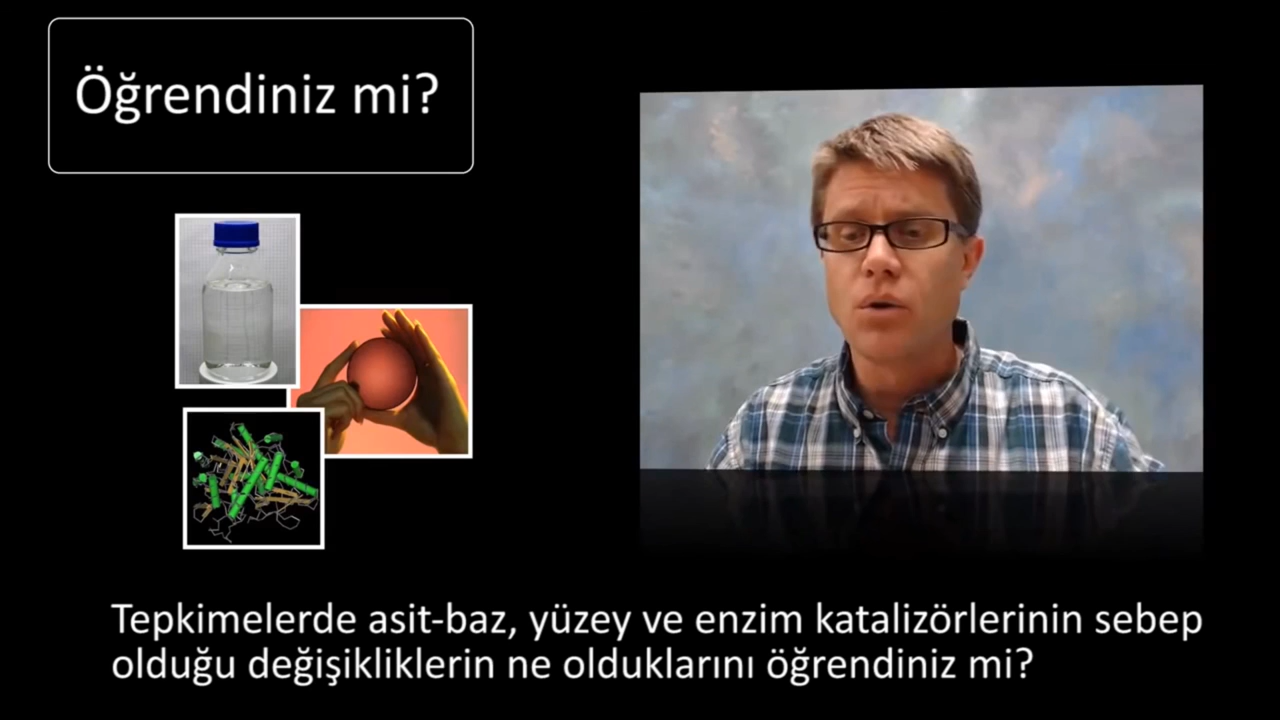 Öğrendiniz mi?
Tepkimelerde asit-baz, yüzey ve enzim katalizörlerinin sebep
olduğu değişikliklerin ne olduklarını öğrendiniz mi?